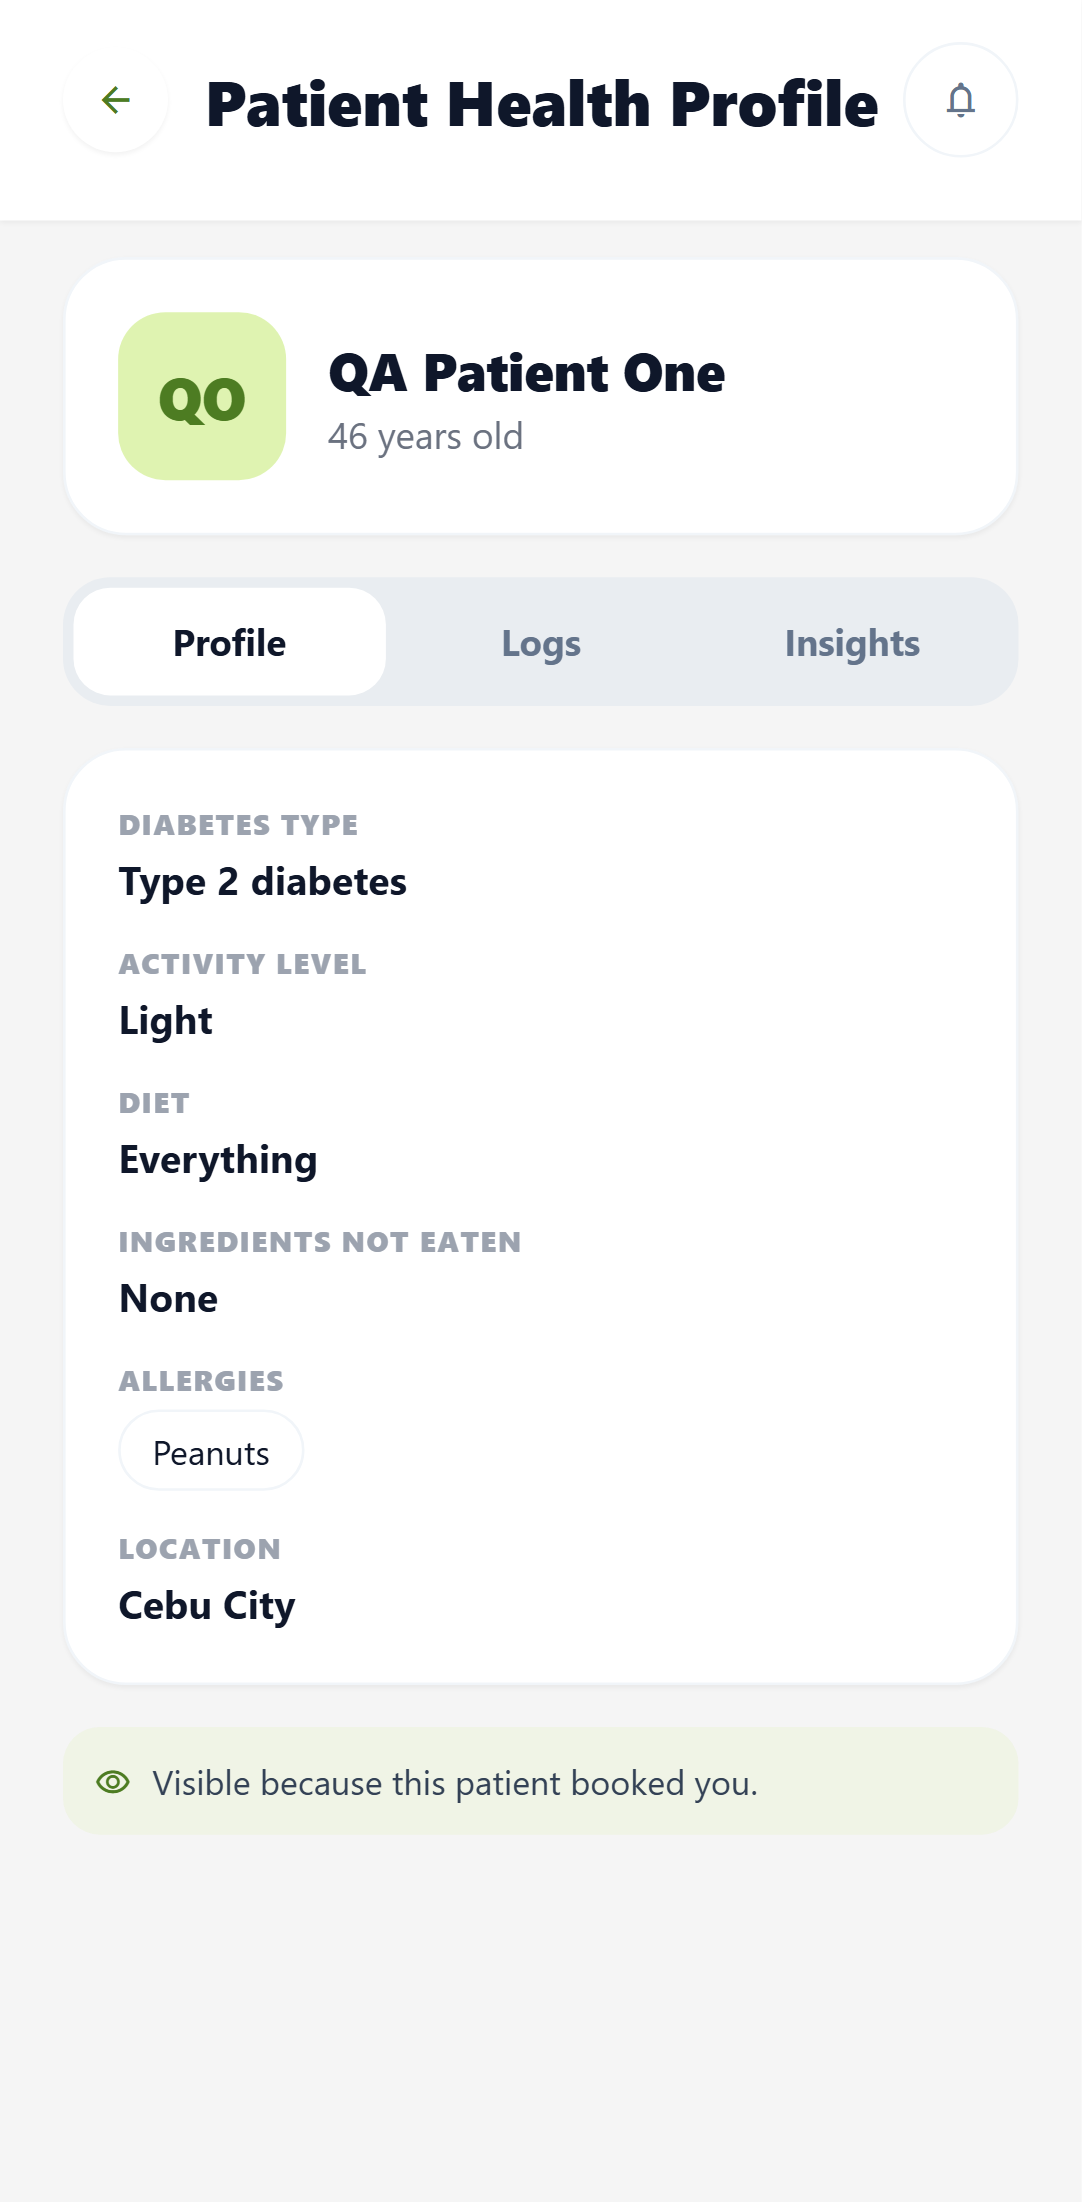 Patient Health Profile
QO
QA Patient One
46 years old
Profile
Logs
Insights
DIABETES TYPE
Type 2 diabetes
ACTIVITY LEVEL
Light
DIET
Everything
INGREDIENTS NOT EATEN
None
ALLERGIES
Peanuts
LOCATION
Cebu City
Visible because this patient booked you.